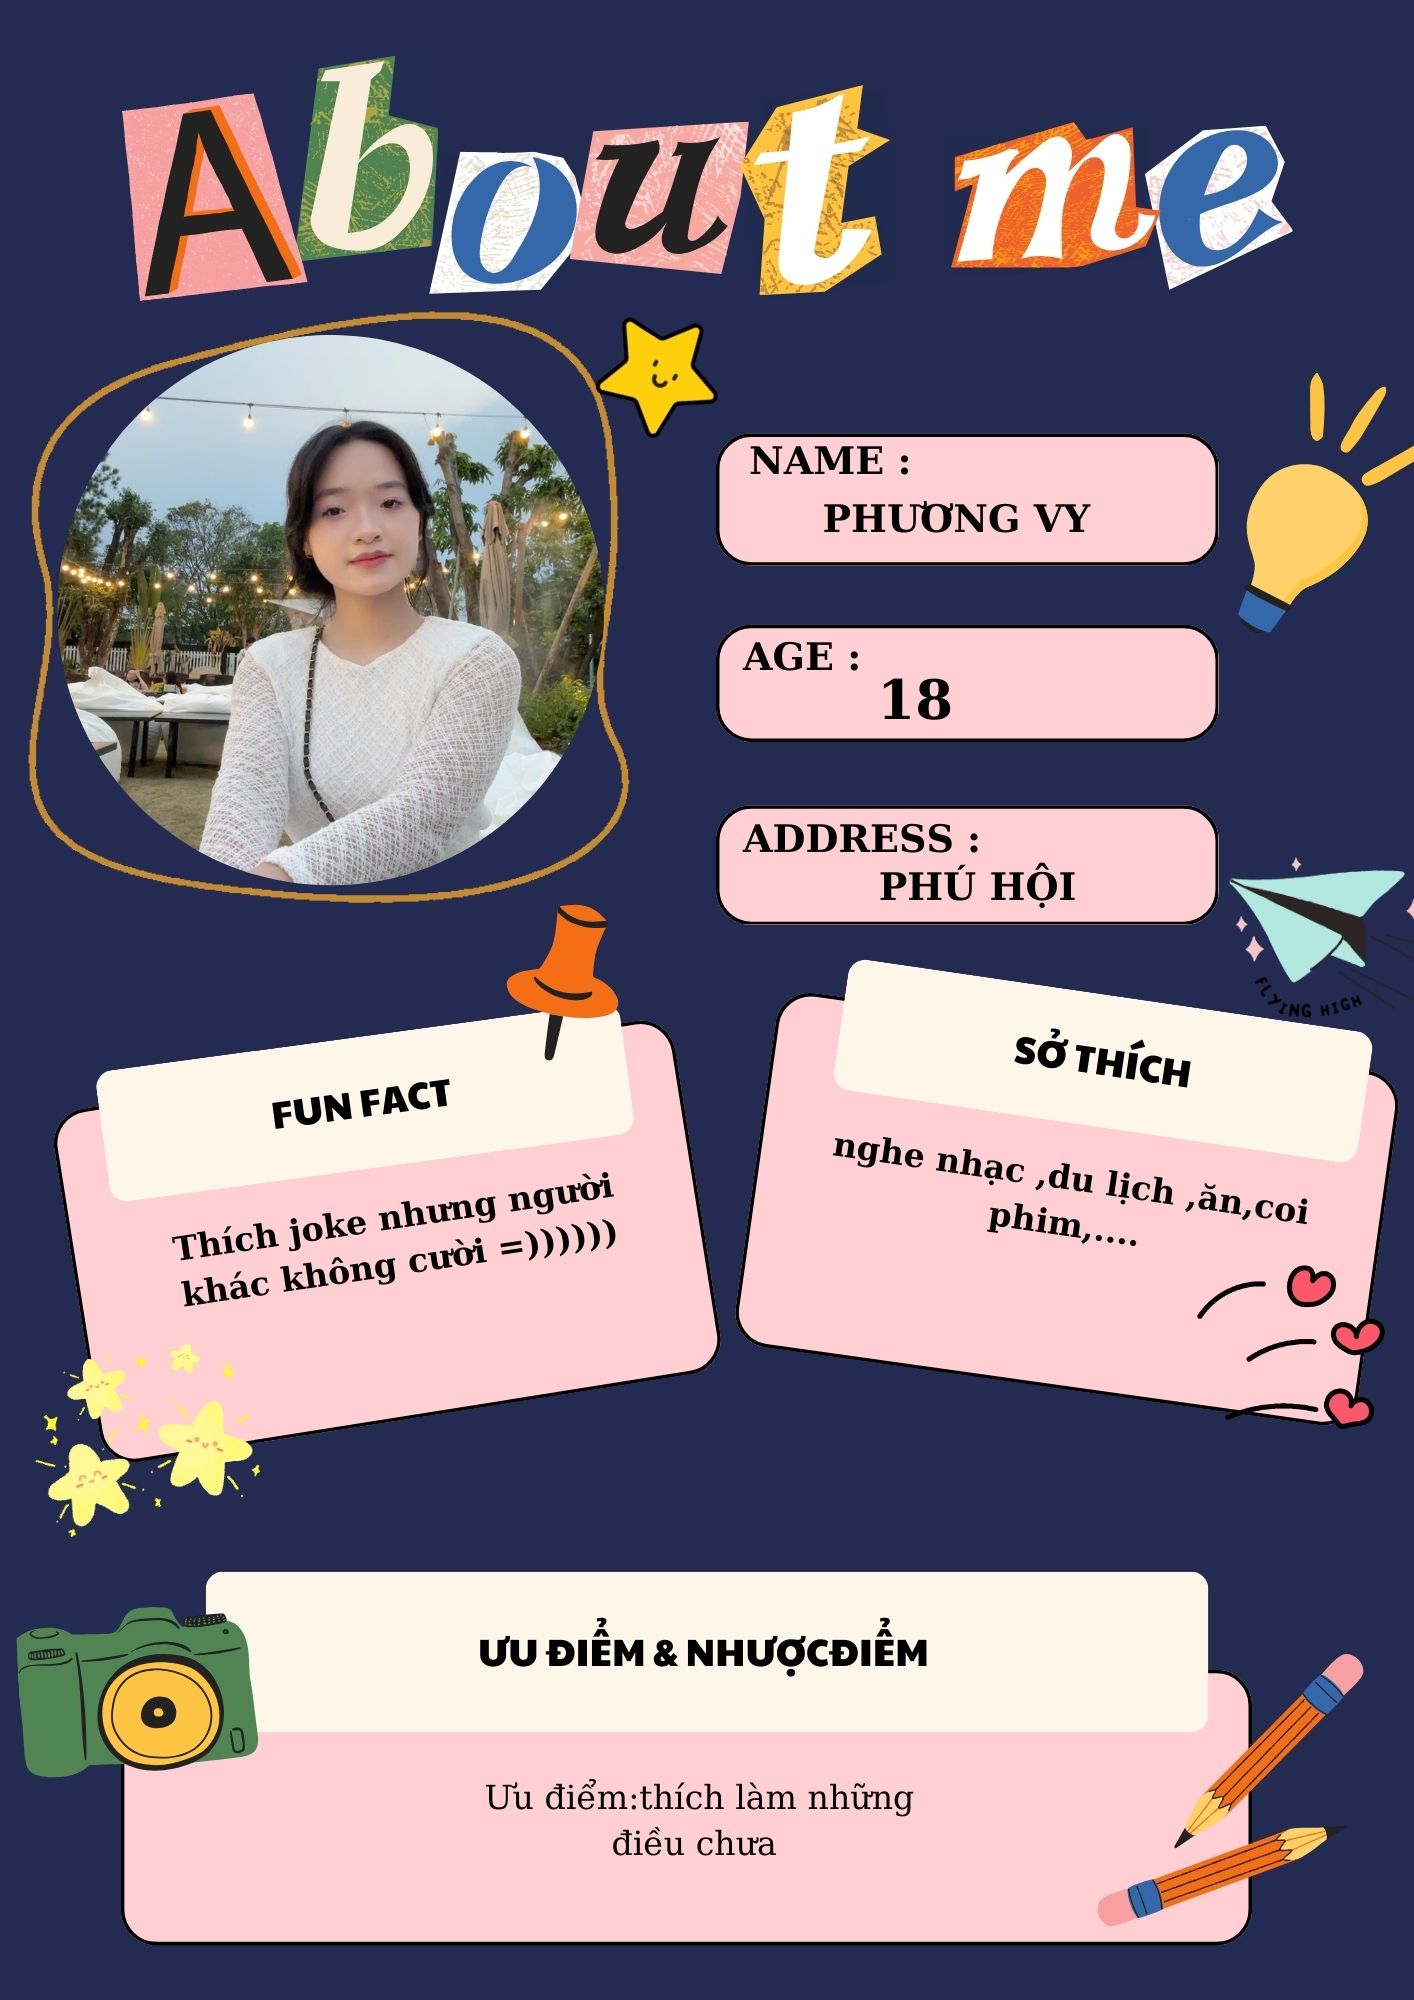 About me
NAME :
PHƯƠNG VY
AGE :
18
ADDRESS :
PHÚ HỘI
FLYING HIGH
FUN FACT
Thích joke nhưng người
khác không cười =))))))
SỞ THÍCH
nghe nhạc ,du lịch ,ăn,coi
phim,....
ƯU ĐIỂM & NHƯỢCĐIỂM
Ưu điểm:thích làm những
điều chưa